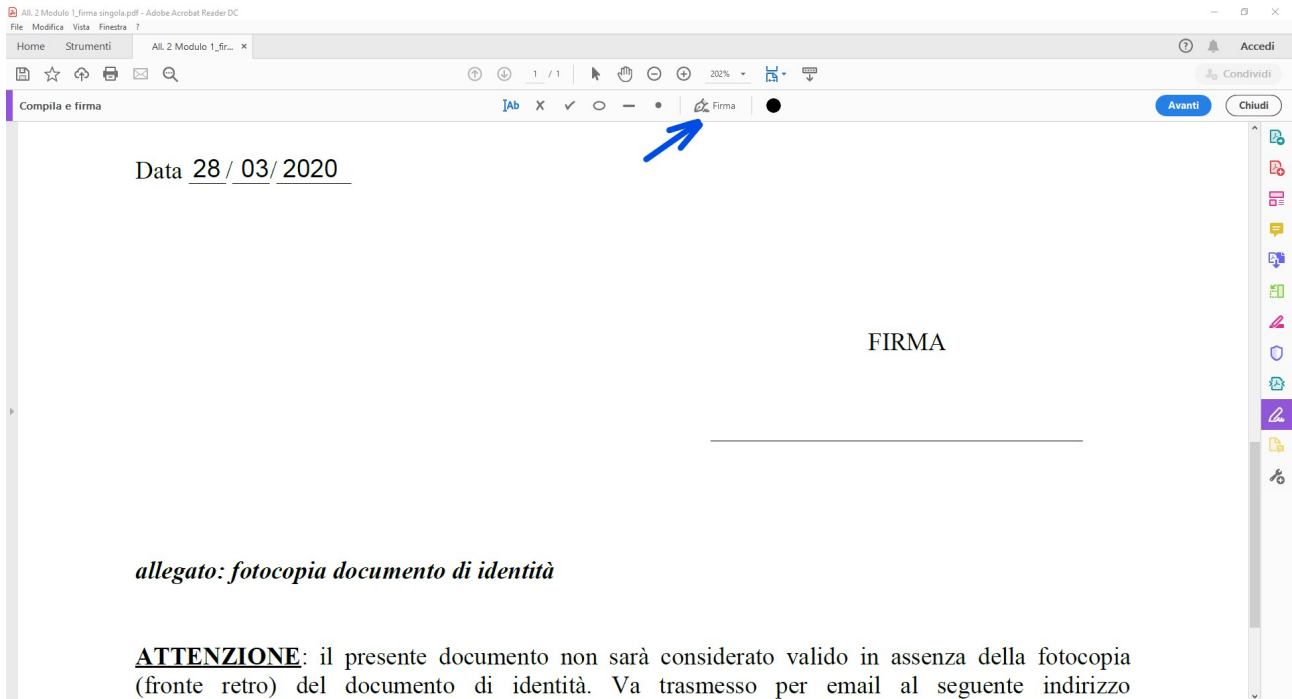 All. 2 Modulo 1_firma singola.pdf - Adobe Acrobat Reader DC
File Modifica Vista Finestra ?
Home Strumenti All. 2 Modulo 1_fir... × ? Accedi
1 / 1 202% Condividi
Compila e firma Ab Firma Avanti Chiudi
Data 28 / 03/ 2020
FIRMA
allegato: fotocopia documento di identità
ATTENZIONE: il presente documento non sarà considerato valido in assenza della fotocopia
(fronte retro) del documento di identità. Va trasmesso per email al seguente indirizzo